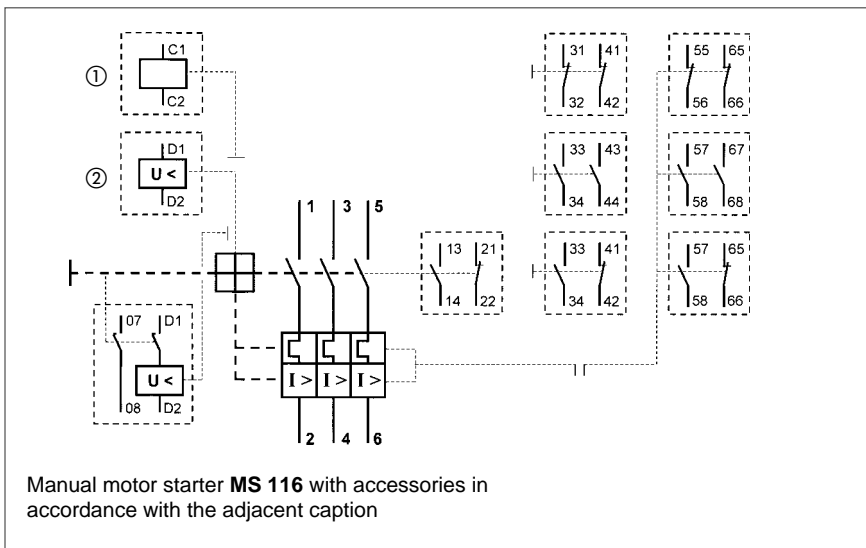 C1 31 41 55 65
①
C2 32 42 56 66
D1 33 43 57 67
② U <
D2 34 44 58 68
1 3 5
13 21 33 41 57 65
14 22 34 42 58 66
07 D1
U < I > I > I >
08 D2
2 4 6
Manual motor starter MS 116 with accessories in
accordance with the adjacent caption